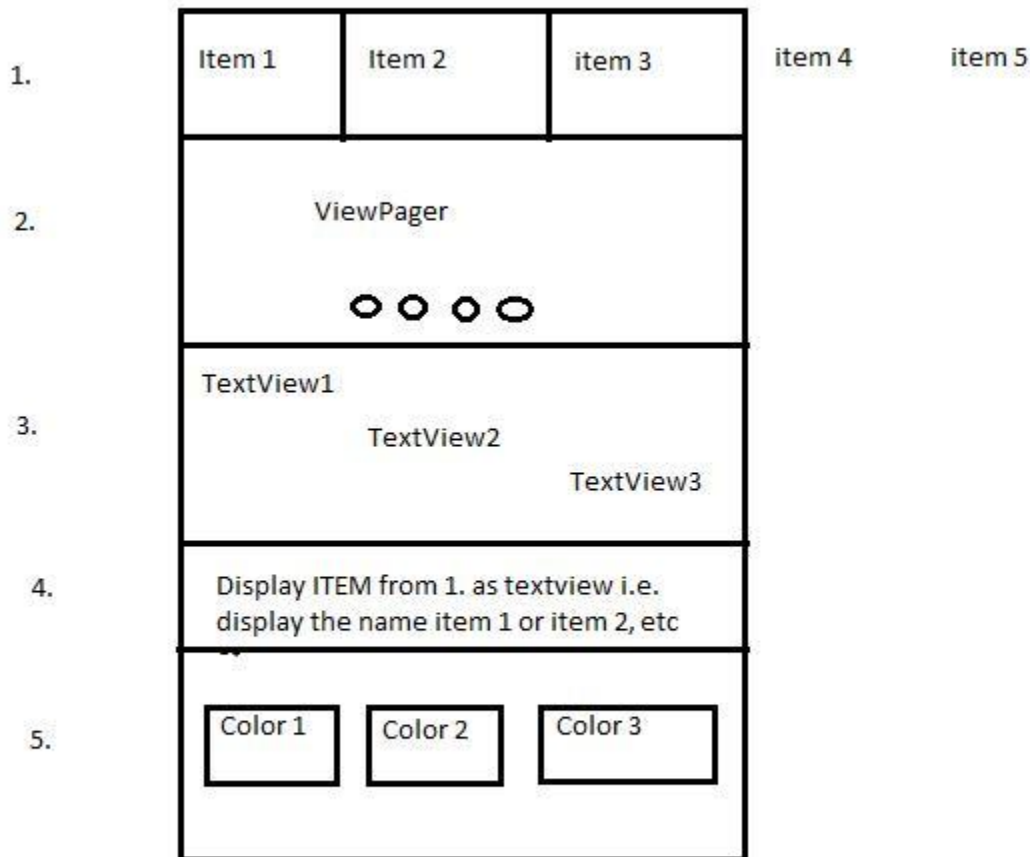 1.
Item 1
Item 2
item 3
item 4
item 5
2.
ViewPager
3.
TextView1
TextView2
TextView3
4.
Display ITEM from 1. as textview i.e.
display the name item 1 or item 2, etc
5.
Color 1
Color 2
Color 3